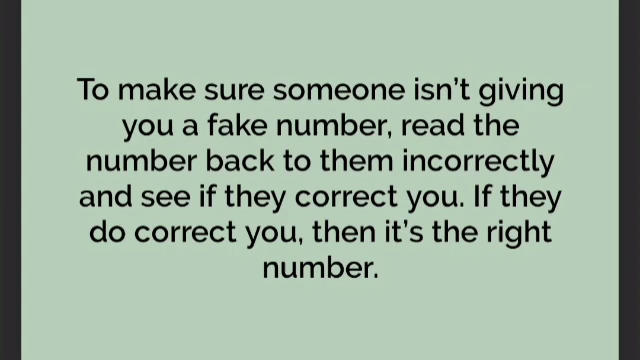 To make sure someone isn’t giving
you a fake number, read the
number back to them incorrectly
and see if they correct you. If they
do correct you, then it’s the right
number.